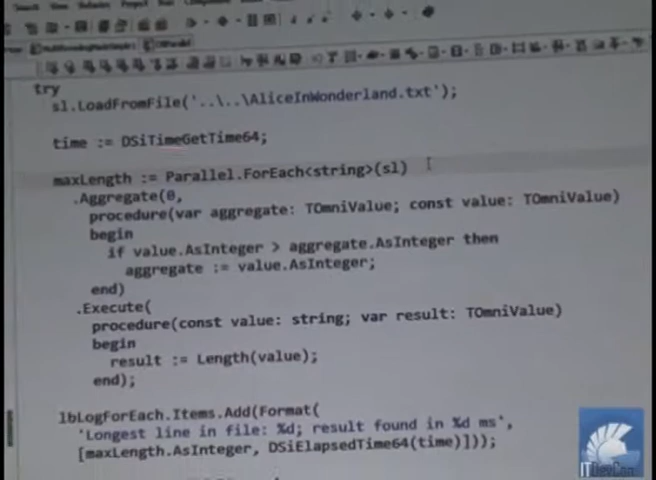 try
sl.LoadFromFile('..\..\AliceInWonderland.txt');
time := DSiTimeGetTime64;
maxLength := Parallel.ForEach<string>(sl)
.Aggregate(0,
procedure(var aggregate: TOmniValue; const value: TOmniValue)
begin
if value.AsInteger > aggregate.AsInteger then
aggregate := value.AsInteger;
end)
.Execute(
procedure(const value: string; var result: TOmniValue)
begin
result := Length(value);
end);
lbLogForEach.Items.Add(Format(
'Longest line in file: %d; result found in %d ms',
[maxLength.AsInteger, DSiElapsedTime64(time)]));
ITDevCon